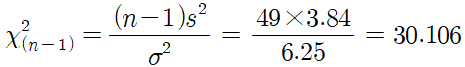 χ²₍ₙ₋₁₎ = (n−1)s² / σ² = 49×3.84 / 6.25 = 30.106